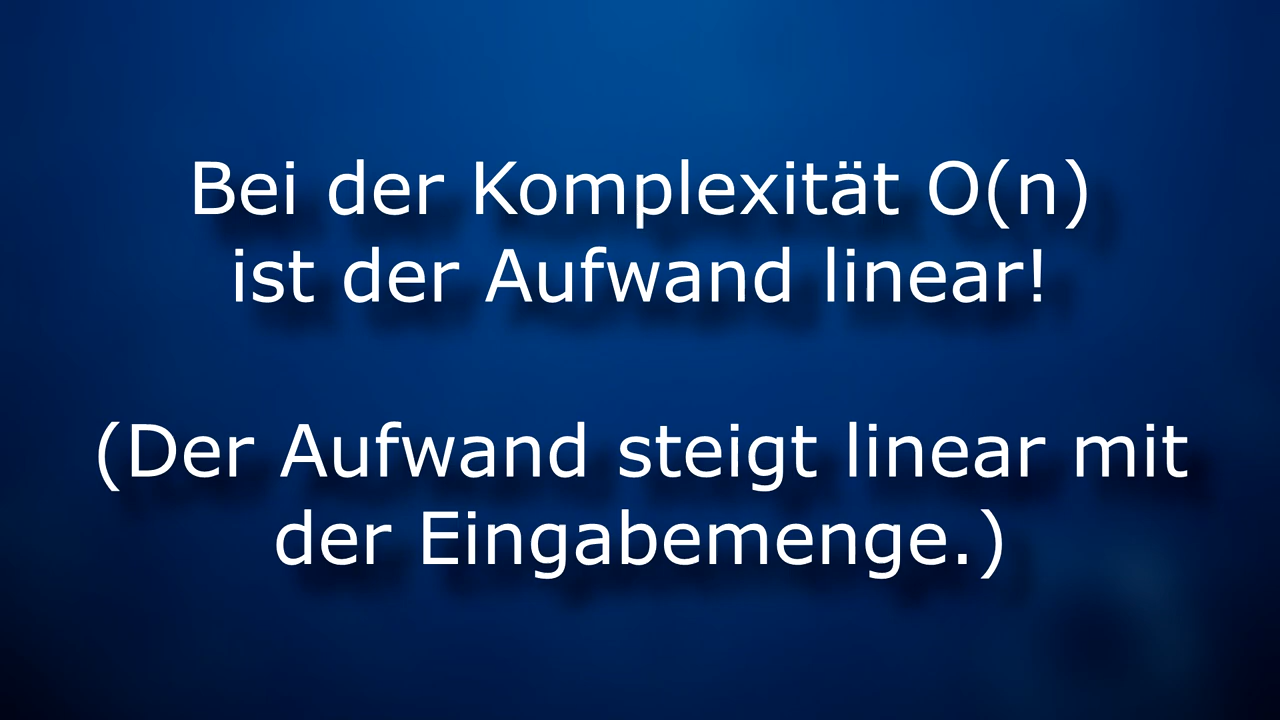 Bei der Komplexität O(n)
ist der Aufwand linear!
(Der Aufwand steigt linear mit
der Eingabemenge.)